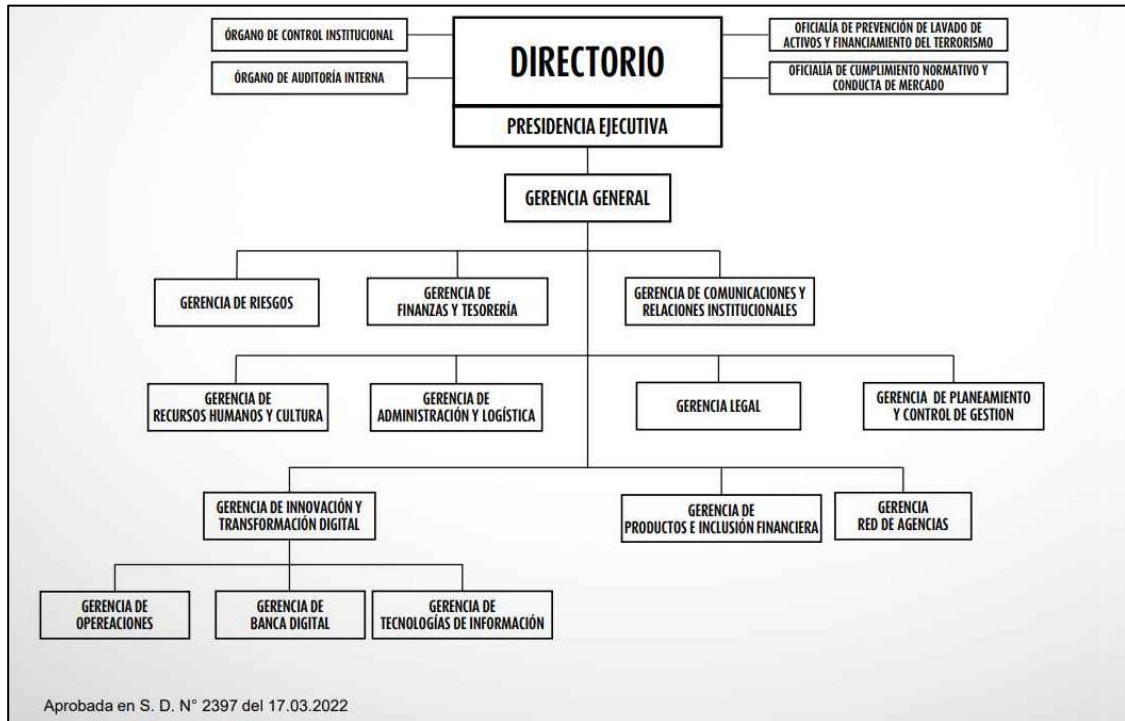 ÓRGANO DE CONTROL INSTITUCIONAL
ÓRGANO DE AUDITORÍA INTERNA
DIRECTORIO
PRESIDENCIA EJECUTIVA
OFICIALÍA DE PREVENCIÓN DE LAVADO DE
ACTIVOS Y FINANCIAMIENTO DEL TERRORISMO
OFICIALÍA DE CUMPLIMIENTO NORMATIVO Y
CONDUCTA DE MERCADO
GERENCIA GENERAL
GERENCIA DE RIESGOS
GERENCIA DE
FINANZAS Y TESORERÍA
GERENCIA DE COMUNICACIONES Y
RELACIONES INSTITUCIONALES
GERENCIA DE
RECURSOS HUMANOS Y CULTURA
GERENCIA DE
ADMINISTRACIÓN Y LOGÍSTICA
GERENCIA LEGAL
GERENCIA DE PLANEAMIENTO
Y CONTROL DE GESTION
GERENCIA DE INNOVACIÓN Y
TRANSFORMACIÓN DIGITAL
GERENCIA DE
PRODUCTOS E INCLUSIÓN FINANCIERA
GERENCIA
RED DE AGENCIAS
GERENCIA DE
OPEREACIONES
GERENCIA DE
BANCA DIGITAL
GERENCIA DE
TECNOLOGÍAS DE INFORMACIÓN
Aprobada en S. D. N° 2397 del 17.03.2022